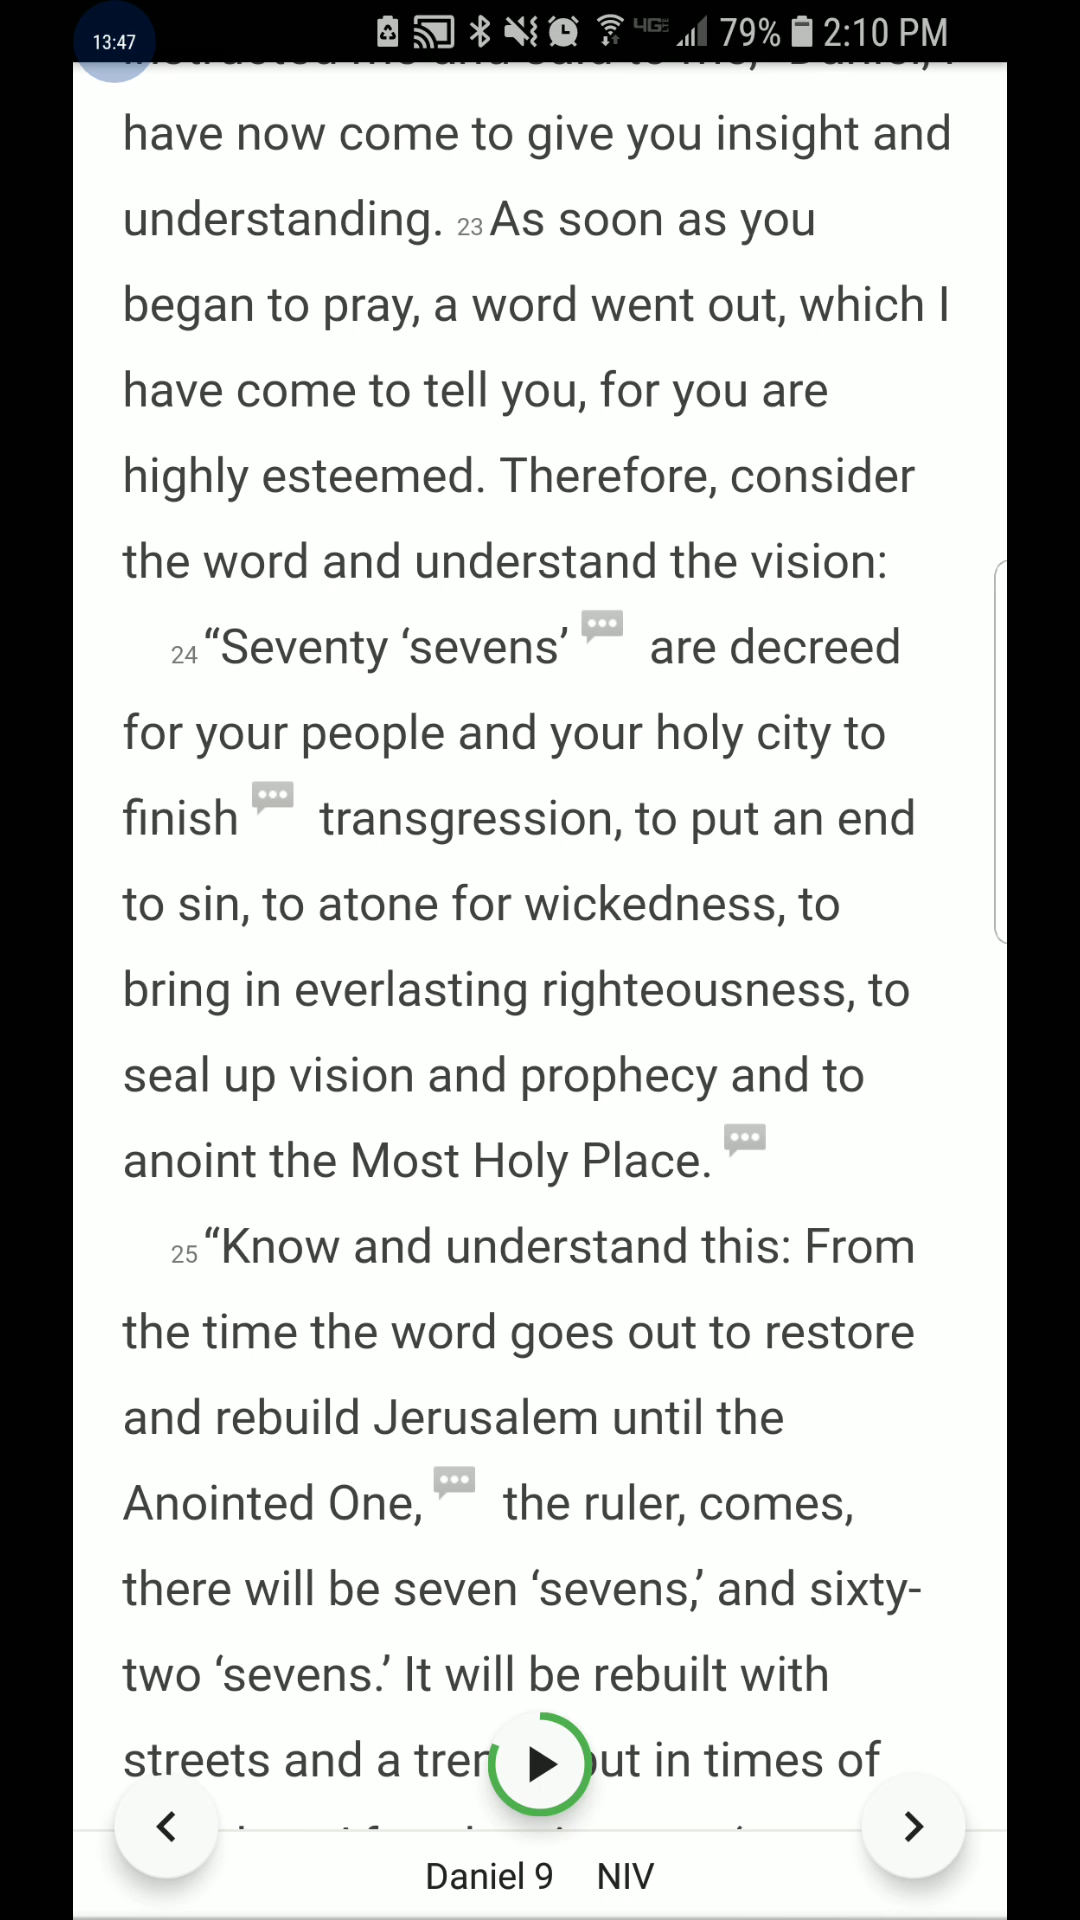 13:47 4GE 79% 2:10 PM
have now come to give you insight and
understanding. 23 As soon as you
began to pray, a word went out, which I
have come to tell you, for you are
highly esteemed. Therefore, consider
the word and understand the vision:
24 “Seventy ‘sevens’ are decreed
for your people and your holy city to
finish transgression, to put an end
to sin, to atone for wickedness, to
bring in everlasting righteousness, to
seal up vision and prophecy and to
anoint the Most Holy Place.
25 “Know and understand this: From
the time the word goes out to restore
and rebuild Jerusalem until the
Anointed One, the ruler, comes,
there will be seven ‘sevens,’ and sixty-
two ‘sevens.’ It will be rebuilt with
streets and a in times of
Daniel 9 NIV